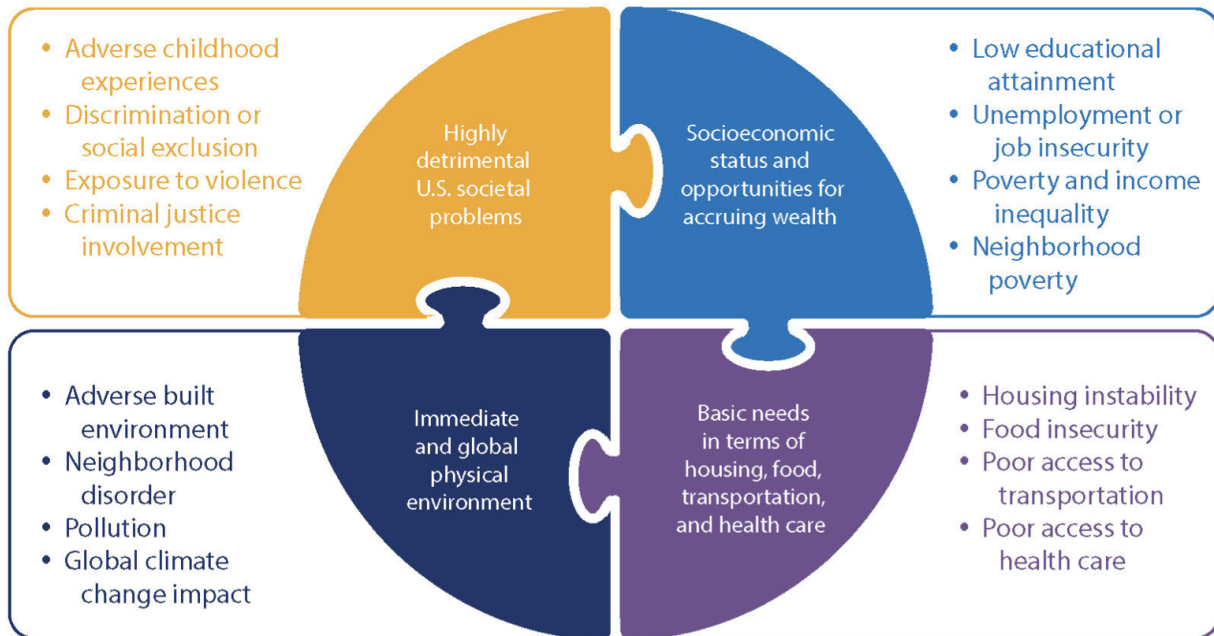 • Adverse childhood
experiences
• Discrimination or
social exclusion
• Exposure to violence
• Criminal justice
involvement
Highly
detrimental
U.S. societal
problems
Socioeconomic
status and
opportunities for
accruing wealth
• Low educational
attainment
• Unemployment or
job insecurity
• Poverty and income
inequality
• Neighborhood
poverty
• Adverse built
environment
• Neighborhood
disorder
• Pollution
• Global climate
change impact
Immediate
and global
physical
environment
Basic needs
in terms of
housing, food,
transportation,
and health care
• Housing instability
• Food insecurity
• Poor access to
transportation
• Poor access to
health care